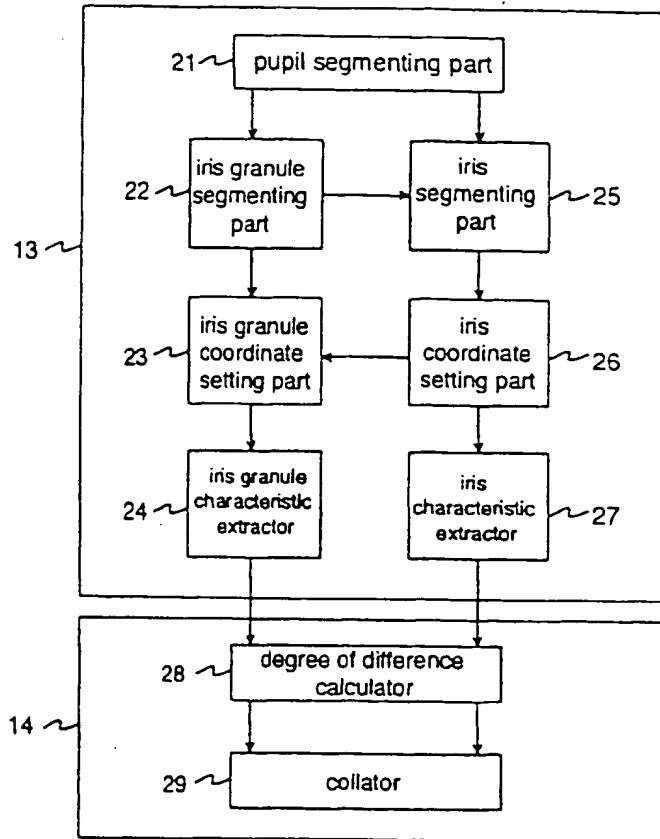 21 pupil segmenting part
22 iris granule
segmenting
part
iris
segmenting
part 25
13
23 iris granule
coordinate
setting part
iris
coordinate
setting part 26
24 iris granule
characteristic
extractor
iris
characteristic
extractor 27
28 degree of difference
calculator
14
29 collator